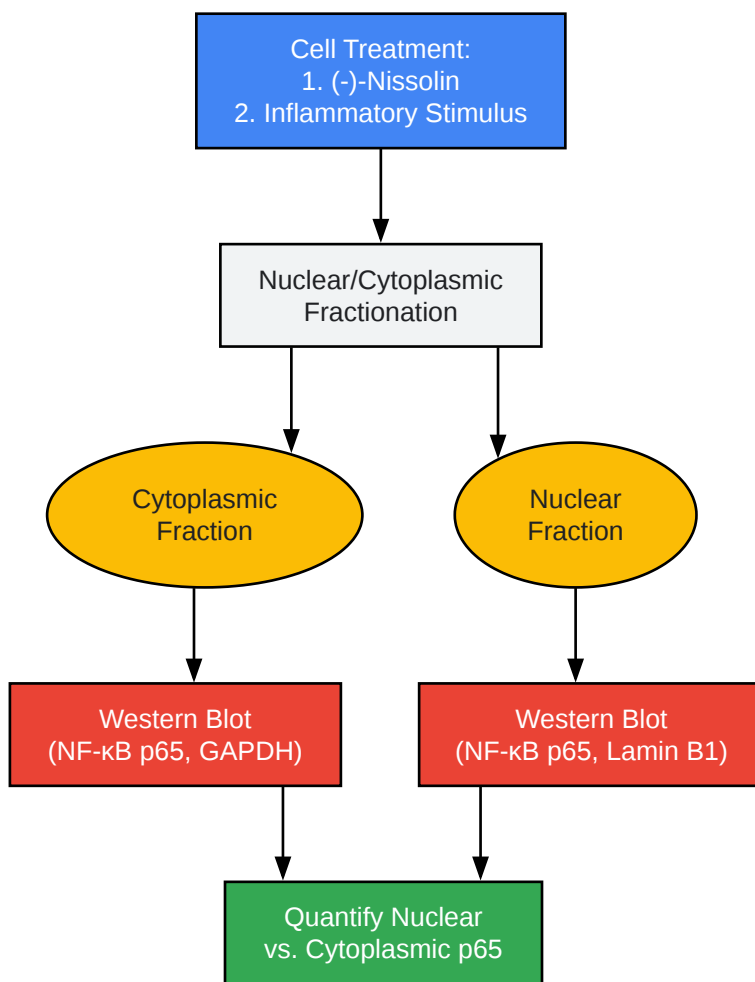 Cell Treatment:
1. (-)-Nissolin
2. Inflammatory Stimulus
Nuclear/Cytoplasmic
Fractionation
Cytoplasmic
Fraction
Nuclear
Fraction
Western Blot
(NF-κB p65, GAPDH)
Western Blot
(NF-κB p65, Lamin B1)
Quantify Nuclear
vs. Cytoplasmic p65